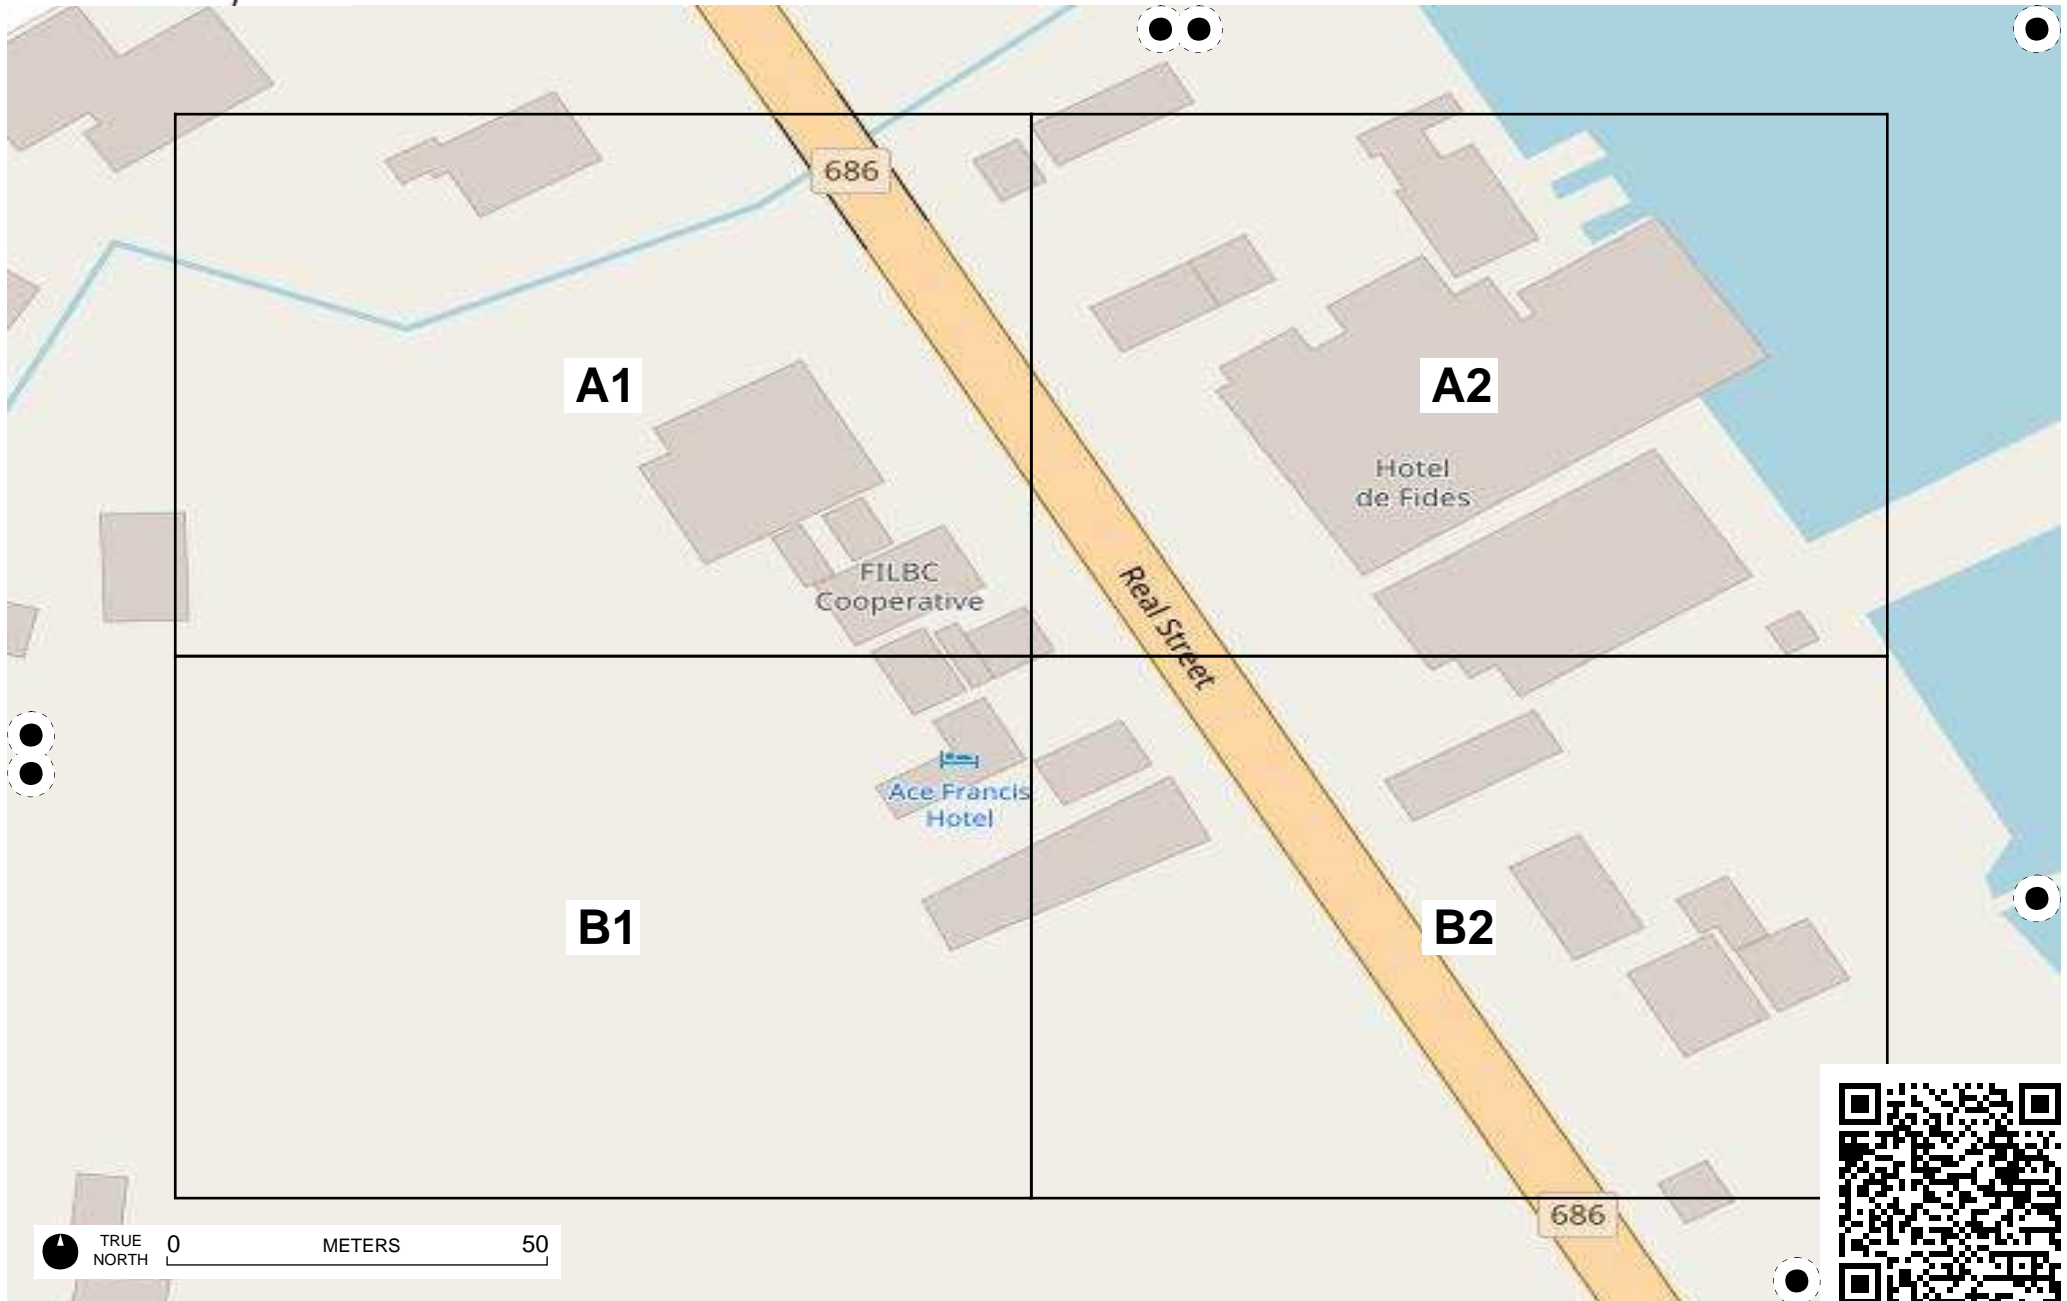 686
A1
A2
Hotel
de Fides
FILBC
Cooperative
Real Street
Ace Francis
Hotel
B1
B2
686
TRUE
NORTH
0 METERS 50